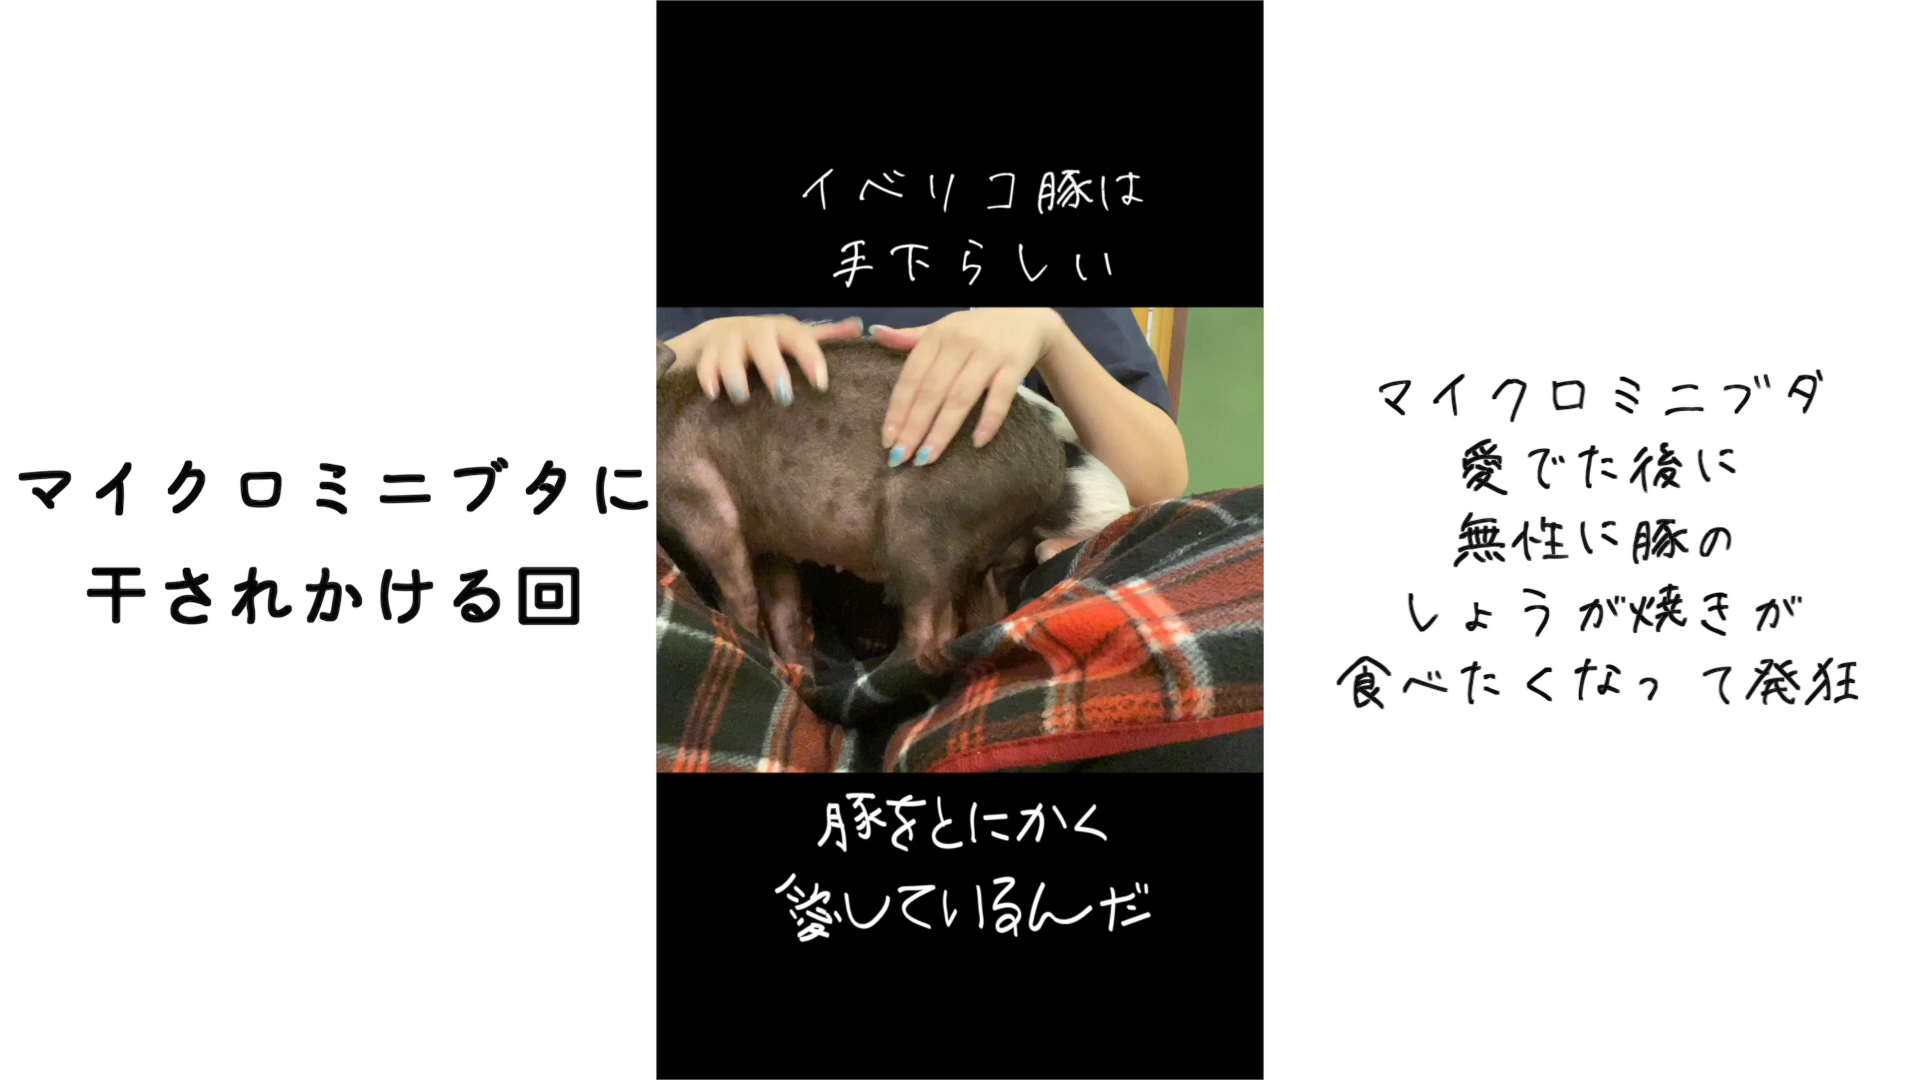 マイクロミニブタに
干されかける回
イベリコ豚は
手下らしい
豚をとにかく
愛しているんだ
マイクロミニブダ
愛でた後に
無性に豚の
しょうが焼きが
食べたくなって発狂